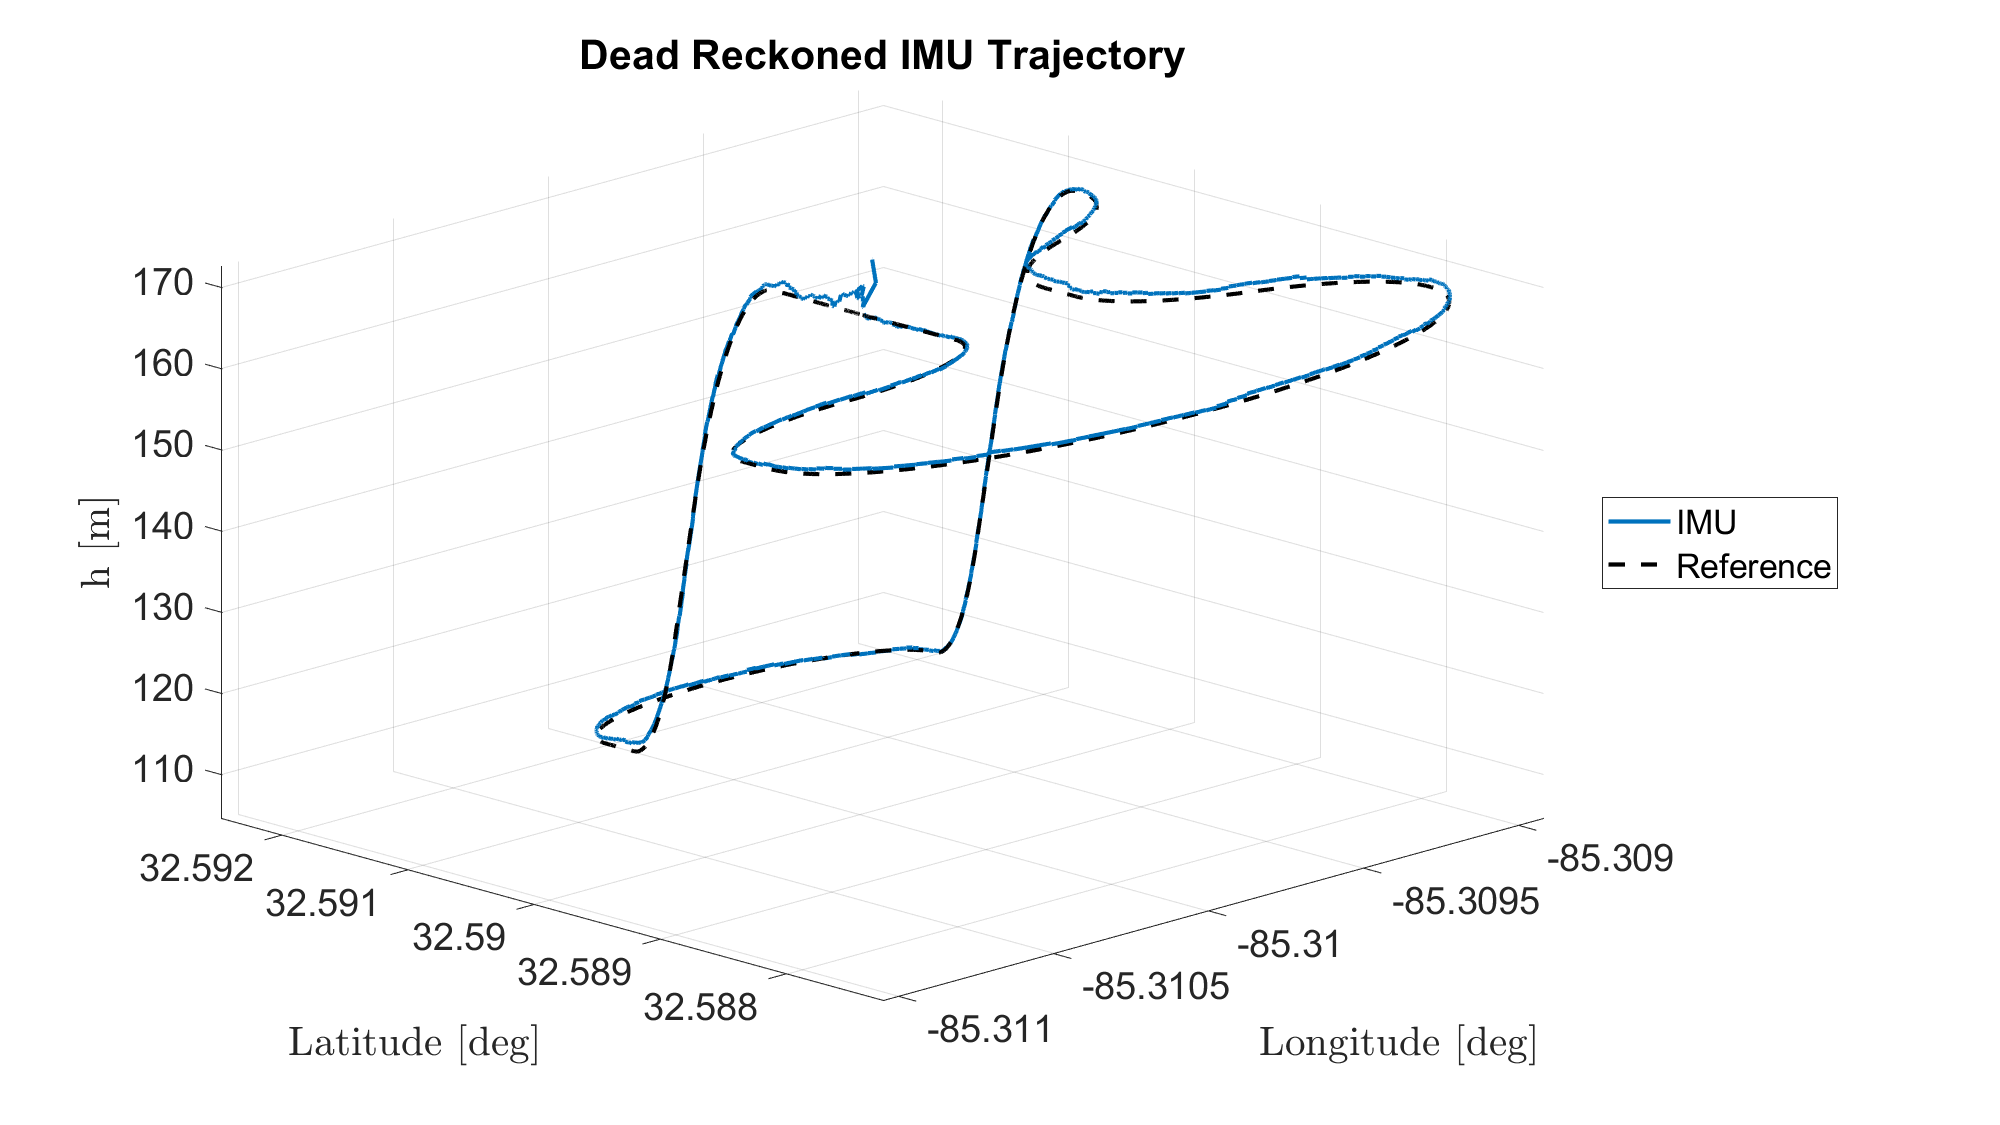 Dead Reckoned IMU Trajectory
170
160
150
140
130
120
110
h [m]
32.592
32.591
32.59
32.589
32.588
Latitude [deg]
-85.311
-85.3105
-85.31
-85.3095
-85.309
Longitude [deg]
IMU
Reference